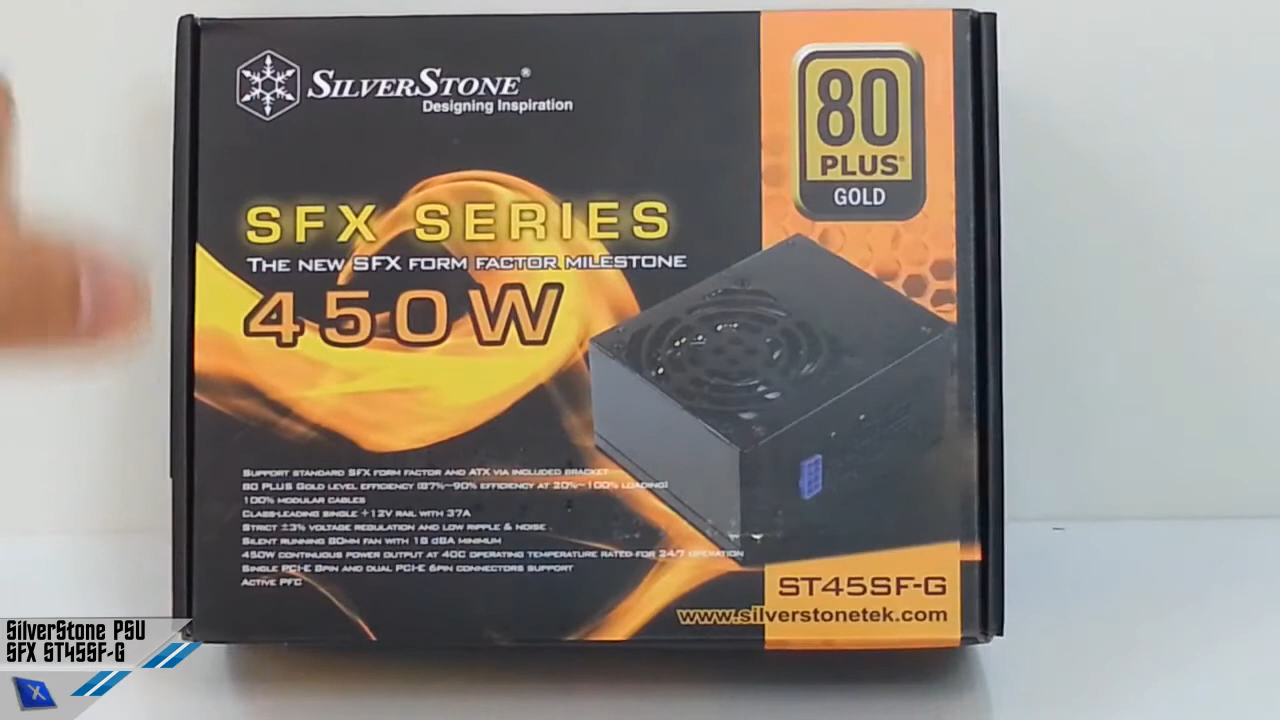 SILVERSTONE®
Designing Inspiration
80
PLUS®
GOLD
SFX SERIES
THE NEW SFX FORM FACTOR MILESTONE
450W
SUPPORT STANDARD SFX FORM FACTOR AND ATX VIA INCLUDED BRACKET
80 PLUS GOLD LEVEL EFFICIENCY (87%~90% EFFICIENCY AT 20%~100% LOADING)
100% MODULAR CABLES
CLASS-LEADING SINGLE +12V RAIL WITH 37A
STRICT ±3% VOLTAGE REGULATION AND LOW RIPPLE & NOISE
SILENT RUNNING 80MM FAN WITH 18 DBA MINIMUM
450W CONTINUOUS POWER OUTPUT AT 40C OPERATING TEMPERATURE RATED FOR 24/7 OPERATION
SINGLE PCI-E 8PIN AND DUAL PCI-E 6PIN CONNECTORS SUPPORT
ACTIVE PFC
ST45SF-G
www.silverstonetek.com
SilverStone PSU
SFX ST45SF-G
X